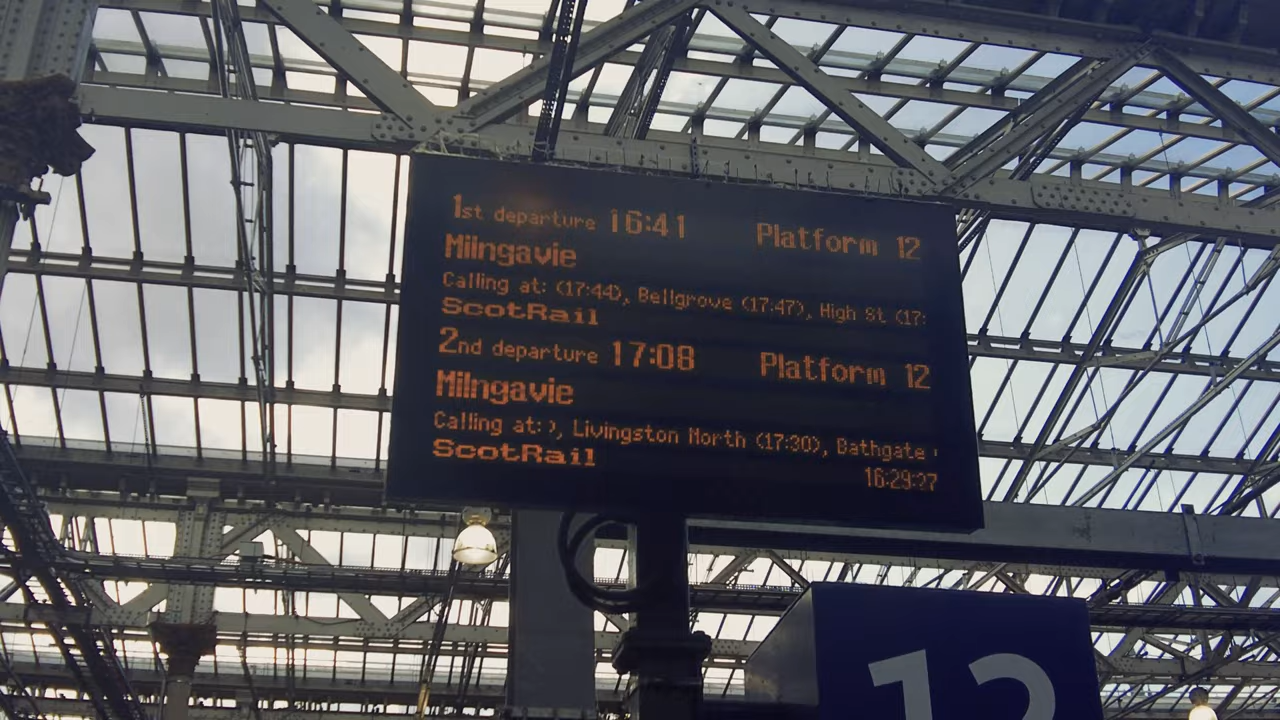 1st departure 16:41 Platform 12
Milngavie
Calling at: (17:44), Bellgrove (17:47), High St (17:
ScotRail
2nd departure 17:08 Platform 12
Milngavie
Calling at: ), Livingston North (17:30), Bathgate
ScotRail
16:29:27
12